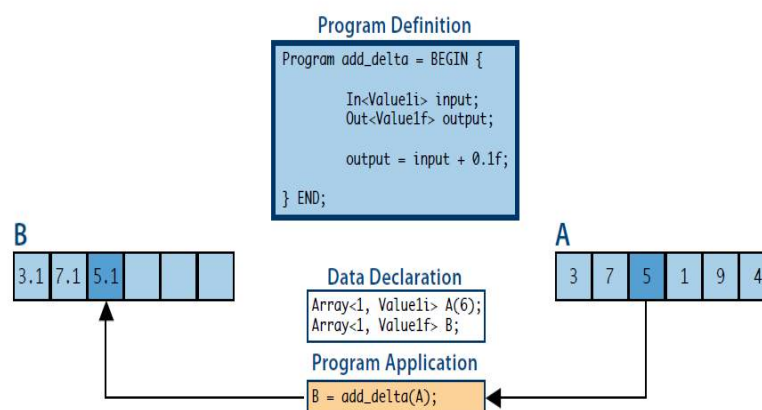 Program Definition
Program add_delta = BEGIN {
In<Value1i> input;
Out<Value1f> output;
output = input + 0.1f;
} END;
B
3.1 7.1 5.1
A
3 7 5 1 9 4
Data Declaration
Array<1, Value1i> A(6);
Array<1, Value1f> B;
Program Application
B = add_delta(A);